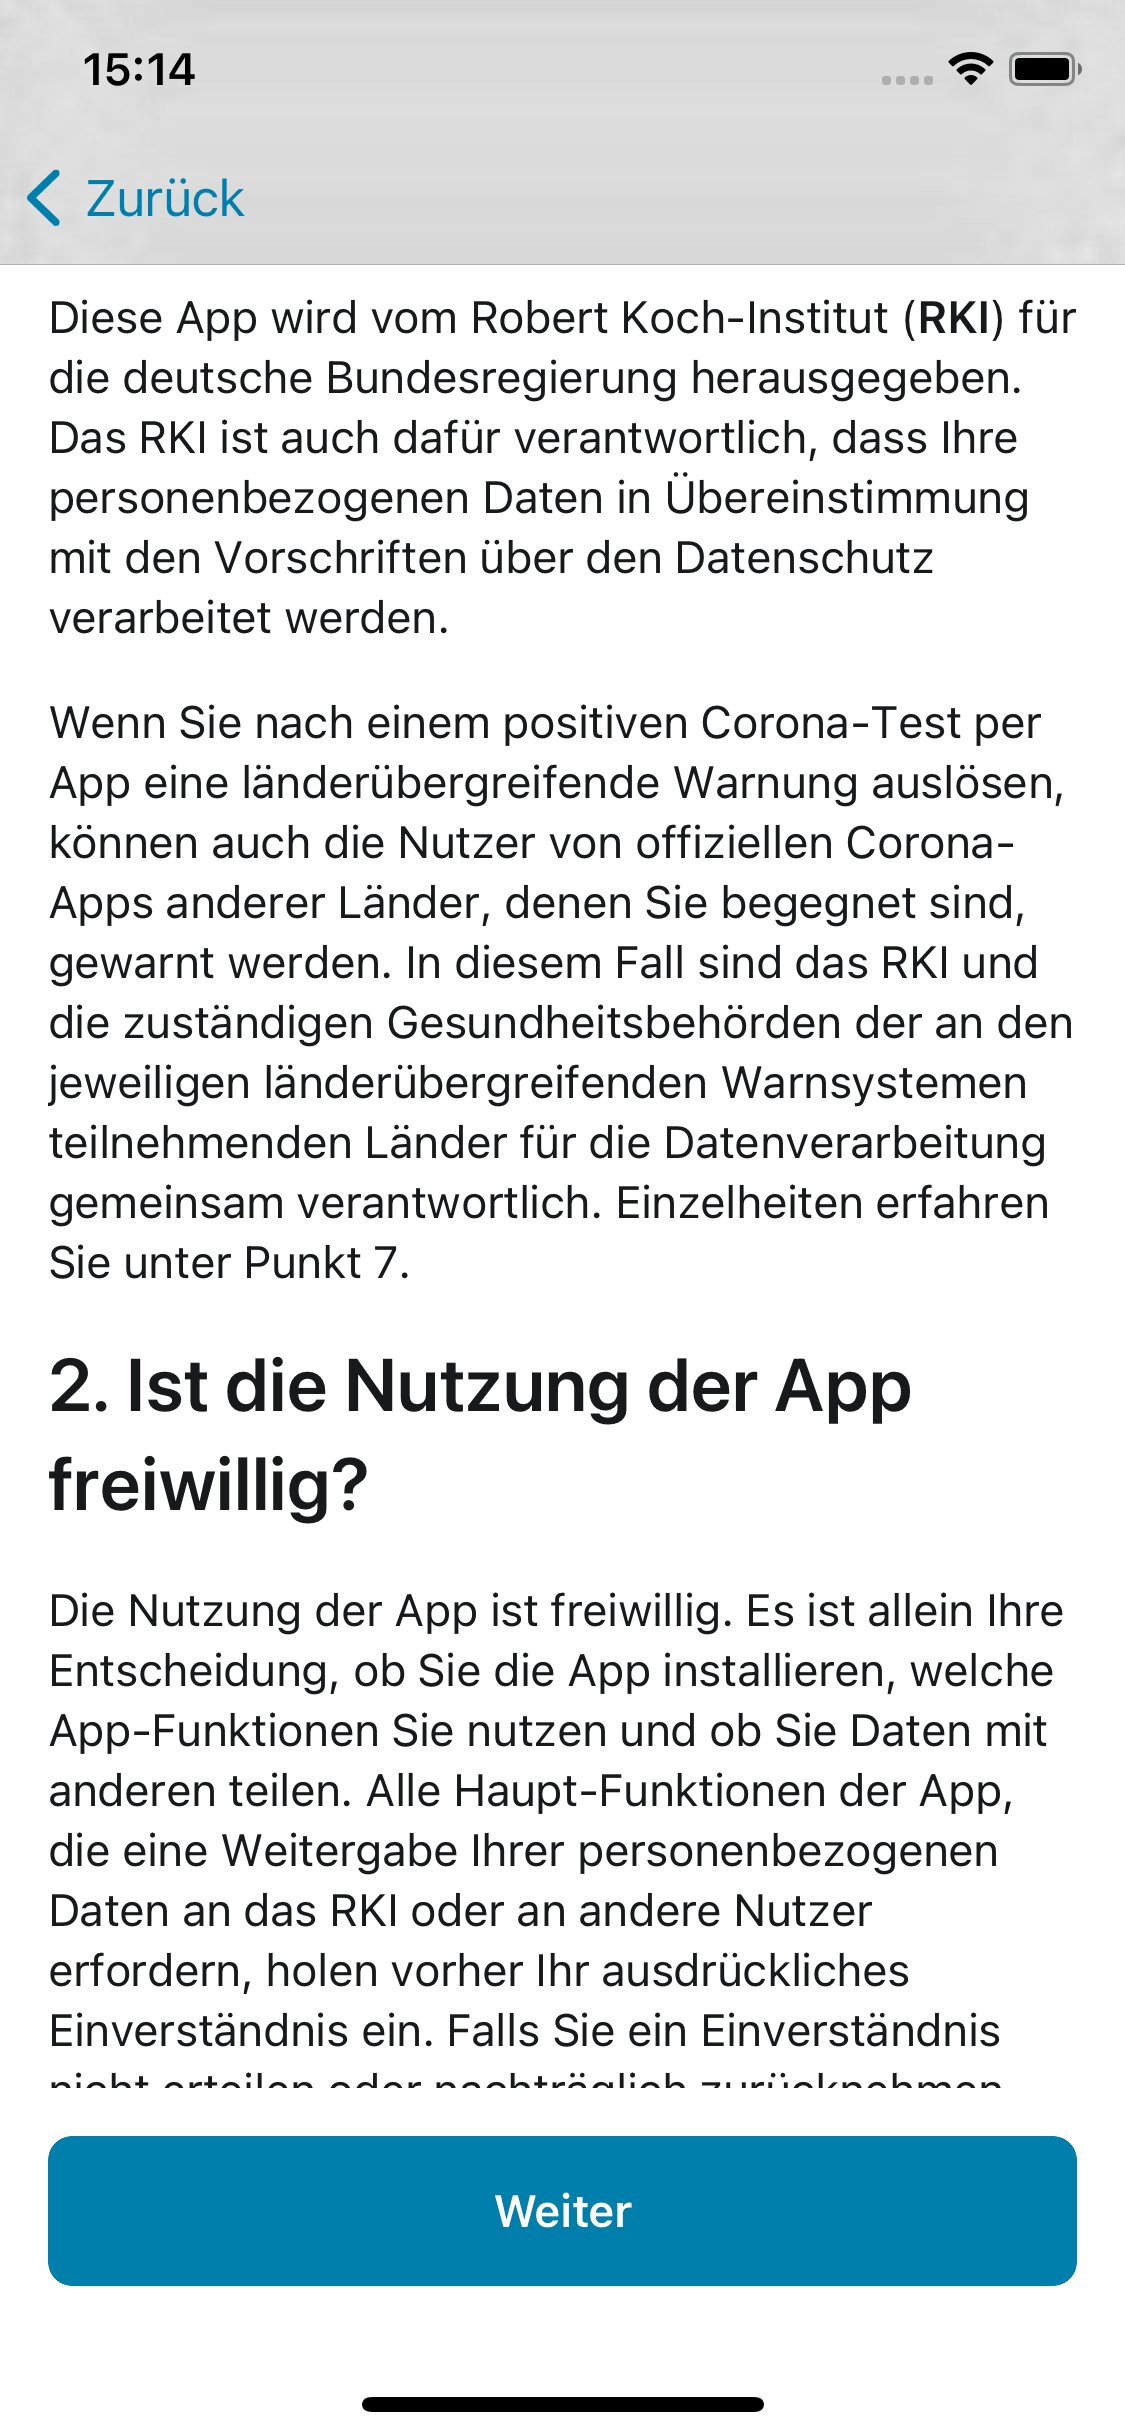 15:14
Zurück
Diese App wird vom Robert Koch-Institut (RKI) für
die deutsche Bundesregierung herausgegeben.
Das RKI ist auch dafür verantwortlich, dass Ihre
personenbezogenen Daten in Übereinstimmung
mit den Vorschriften über den Datenschutz
verarbeitet werden.
Wenn Sie nach einem positiven Corona-Test per
App eine länderübergreifende Warnung auslösen,
können auch die Nutzer von offiziellen Corona-
Apps anderer Länder, denen Sie begegnet sind,
gewarnt werden. In diesem Fall sind das RKI und
die zuständigen Gesundheitsbehörden der an den
jeweiligen länderübergreifenden Warnsystemen
teilnehmenden Länder für die Datenverarbeitung
gemeinsam verantwortlich. Einzelheiten erfahren
Sie unter Punkt 7.
2. Ist die Nutzung der App
freiwillig?
Die Nutzung der App ist freiwillig. Es ist allein Ihre
Entscheidung, ob Sie die App installieren, welche
App-Funktionen Sie nutzen und ob Sie Daten mit
anderen teilen. Alle Haupt-Funktionen der App,
die eine Weitergabe Ihrer personenbezogenen
Daten an das RKI oder an andere Nutzer
erfordern, holen vorher Ihr ausdrückliches
Einverständnis ein. Falls Sie ein Einverständnis
nicht erteilen oder nachträglich zurücknehmen
Weiter